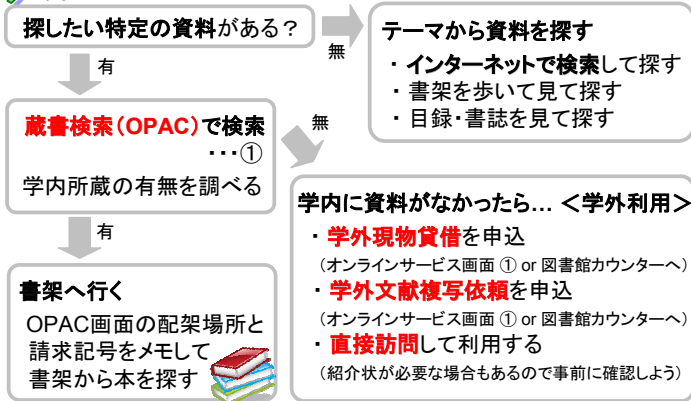 探したい特定の資料がある？
無
有
テーマから資料を探す
・インターネットで検索して探す
・書架を歩いて見て探す
・目録・書誌を見て探す
蔵書検索（OPAC）で検索
・・・①
学内所蔵の有無を調べる
無
有
学内に資料がなかったら… ＜学外利用＞
・学外現物貸借を申込
（オンラインサービス画面 ① or 図書館カウンターへ）
・学外文献複写依頼を申込
（オンラインサービス画面 ① or 図書館カウンターへ）
・直接訪問して利用する
（紹介状が必要な場合もあるので事前に確認しよう）
書架へ行く
OPAC画面の配架場所と
請求記号をメモして
書架から本を探す